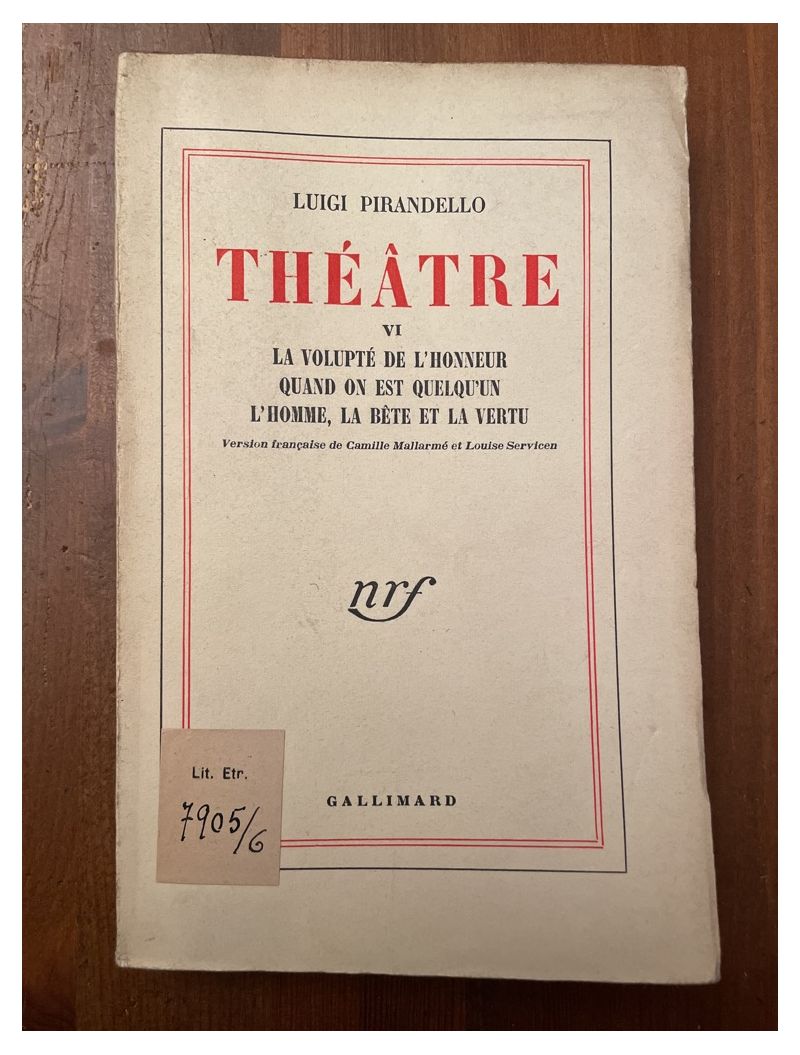 LUIGI PIRANDELLO
THÉÂTRE
VI
LA VOLUPTÉ DE L'HONNEUR
QUAND ON EST QUELQU'UN
L'HOMME, LA BÊTE ET LA VERTU
Version française de Camille Mallarmé et Louise Servicen
nrf
GALLIMARD
Lit. Etr.
7905/6